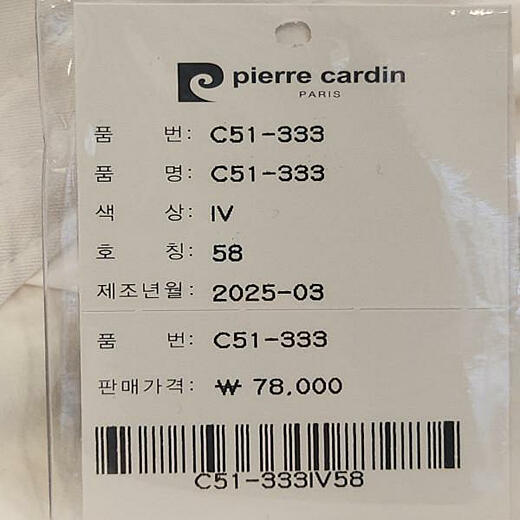 pierre cardin
PARIS
품 번: C51-333
품 명: C51-333
색 상: IV
호 칭: 58
제조년월: 2025-03
품 번: C51-333
판매가격: ₩ 78,000
C51-333IV58